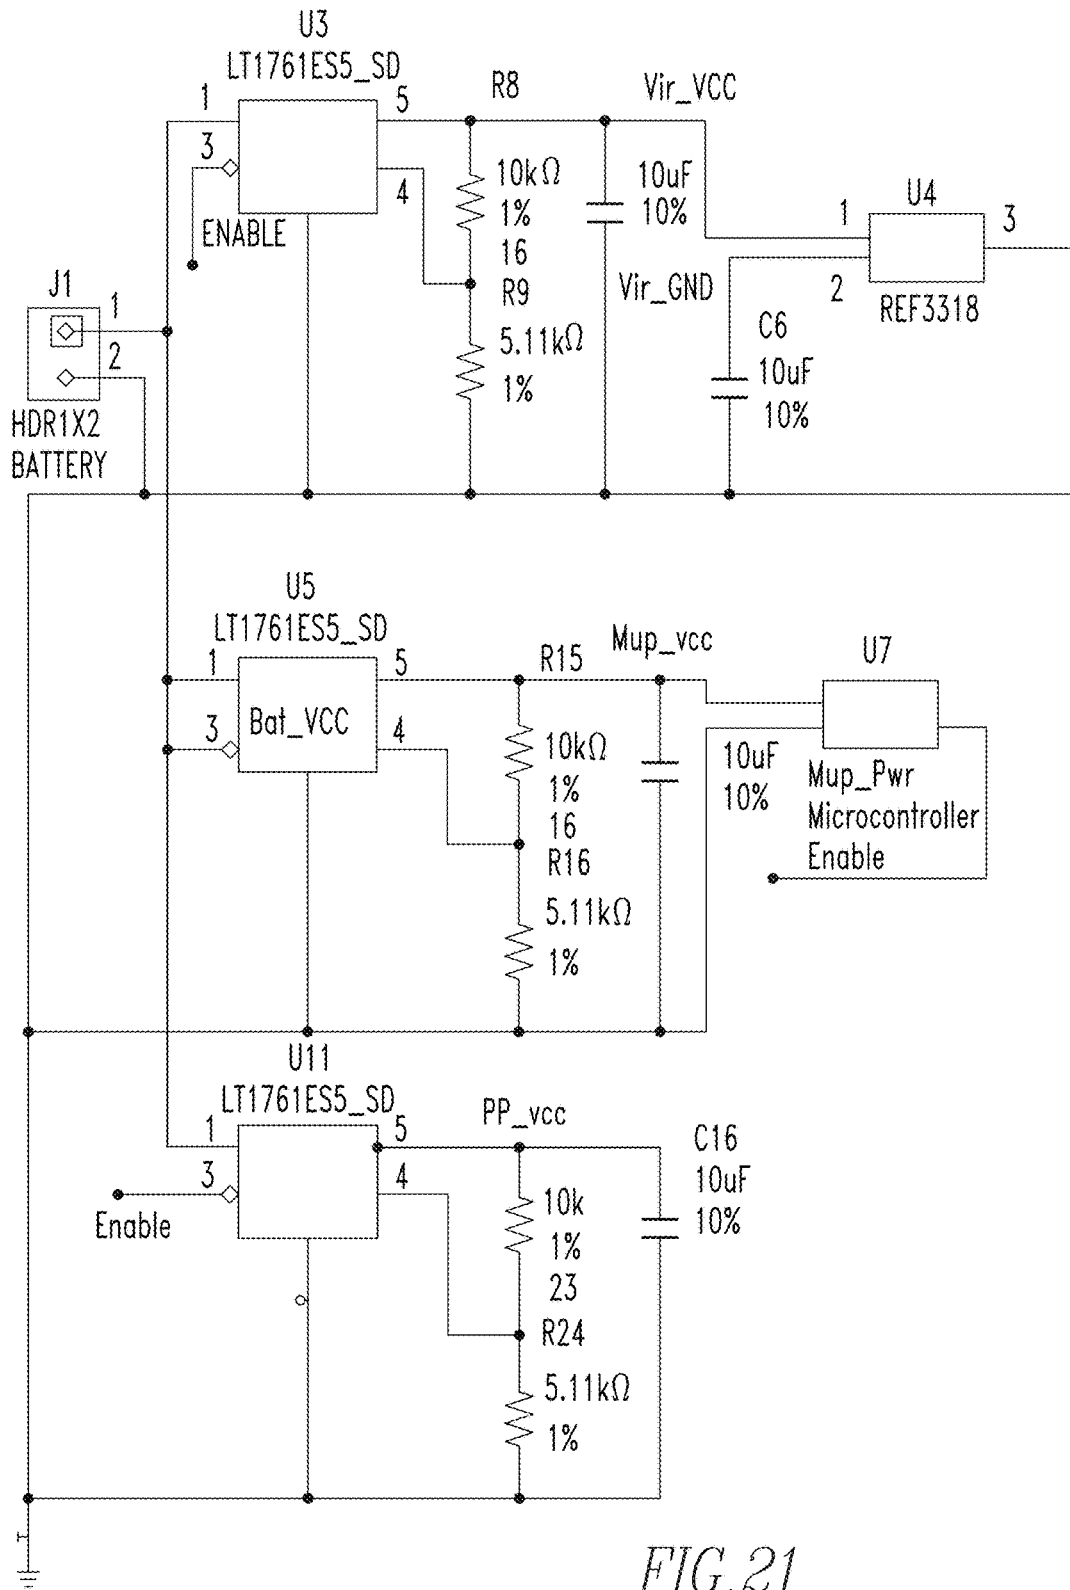 U3
LT1761ES5_SD
1
5
R8
Vir_VCC
3
4
10kΩ
1%
16
10uF
10%
ENABLE
U4
1
3
2
REF3318
J1
1
2
R9
Vir_GND
5.11kΩ
1%
C6
10uF
10%
HDR1X2
BATTERY
U5
LT1761ES5_SD
1
5
R15
Mup_vcc
U7
3
Bat_VCC
4
10kΩ
1%
16
10uF
10%
Mup_Pwr
Microcontroller
Enable
R16
5.11kΩ
1%
U11
LT1761ES5_SD
1
5
PP_vcc
C16
10uF
10%
3
4
Enable
10k
1%
23
R24
5.11kΩ
1%
FIG.21